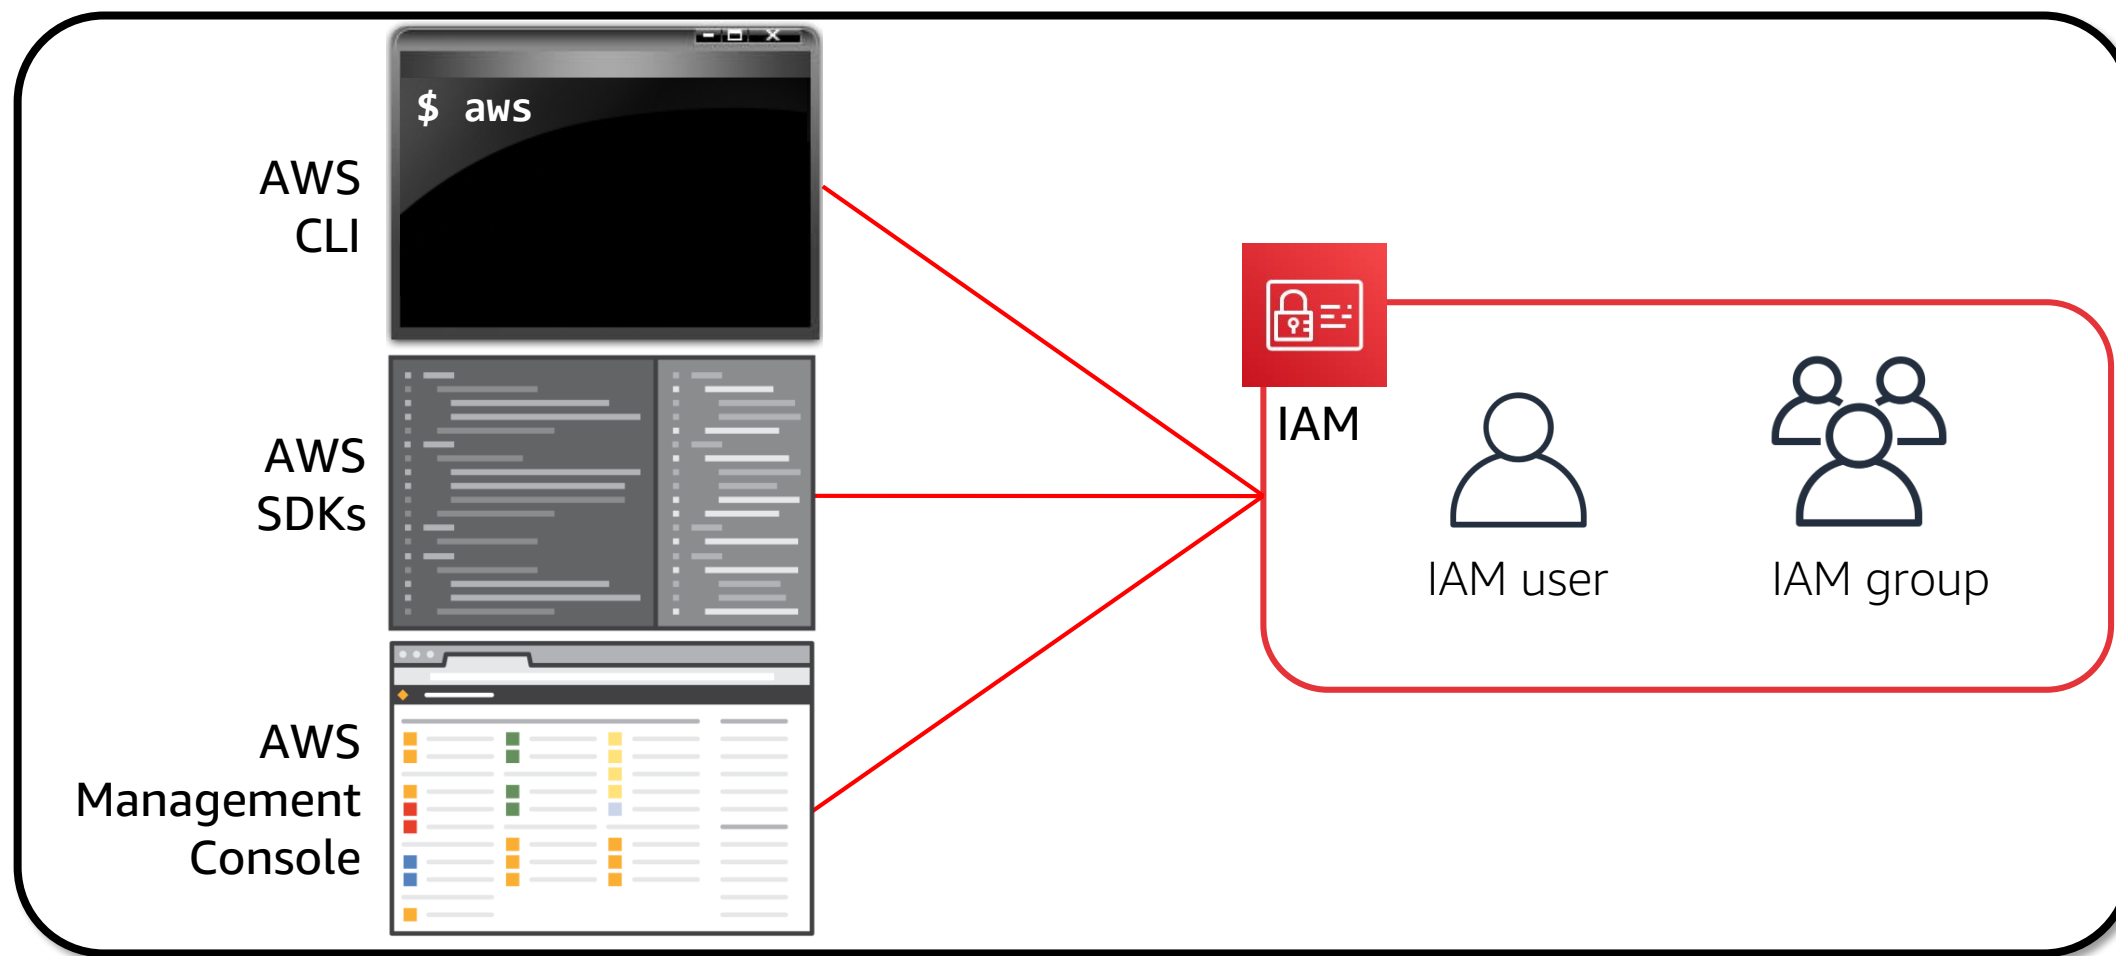 $ aws
AWS
CLI
AWS
SDKs
AWS
Management
Console
IAM
IAM user
IAM group